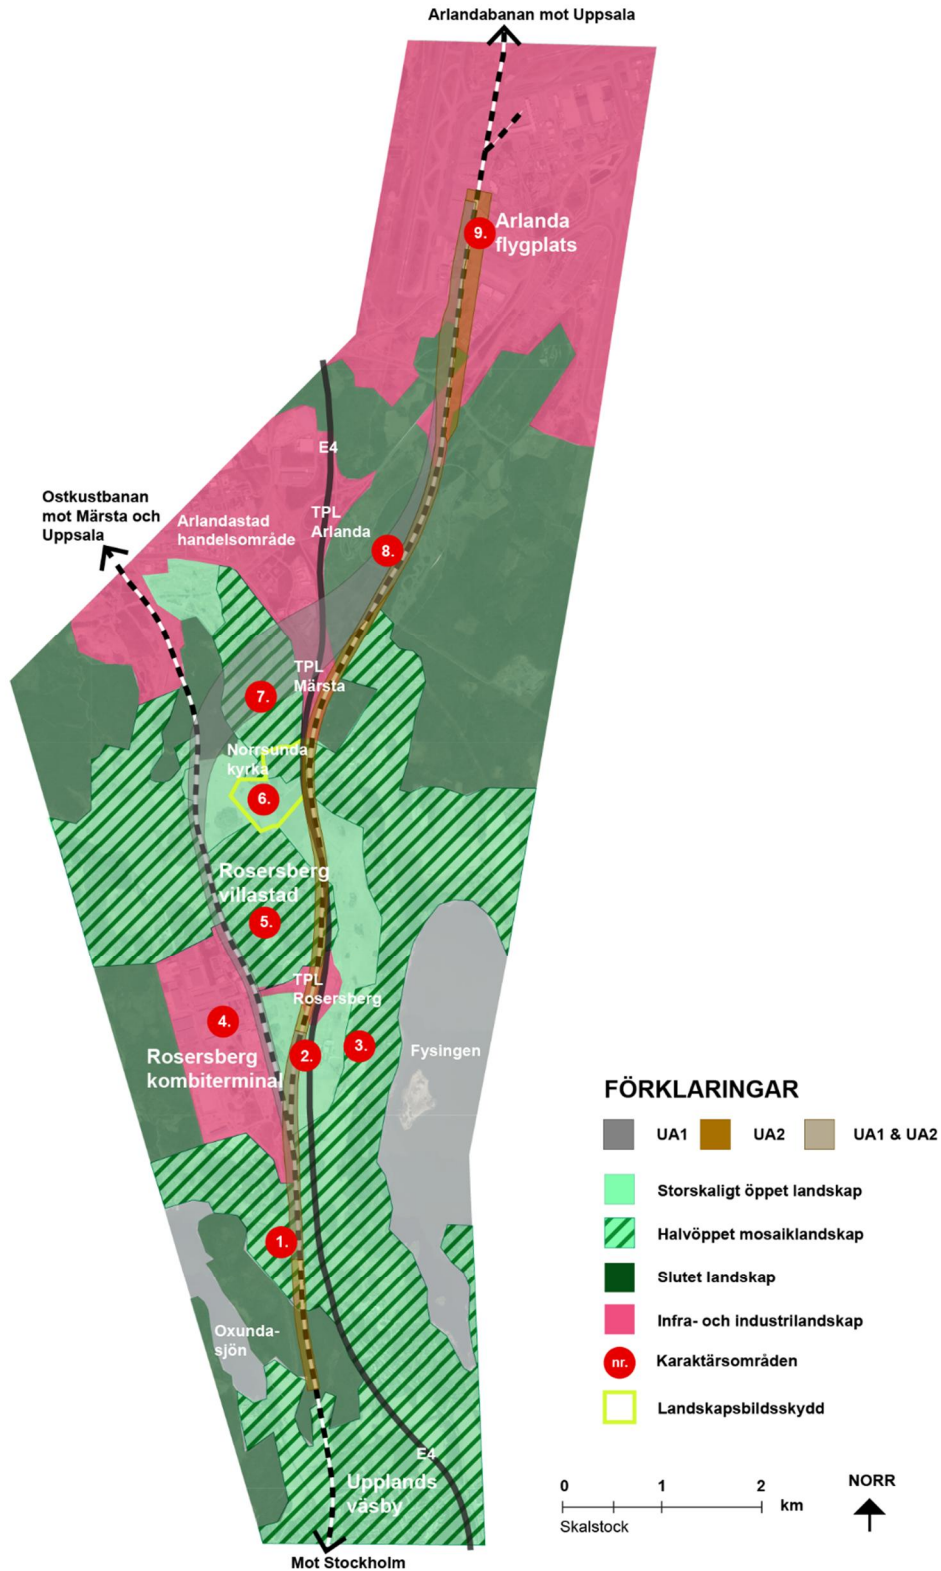 Arlandabanan mot Uppsala
9.
Arlanda
flygplats
E4
Ostkustbanan
mot Märsta och
Uppsala
Arlandastad
handelsområde
TPL
Arlanda
8.
TPL
Märsta
7.
Norrsunda
kyrka
6.
Rosersberg
villastad
5.
TPL
Rosersberg
4.
2.
3.
Rosersberg
kombiterminal
Fysingen
1.
Oxunda-
sjön
E4
Upplands
väsby
Mot Stockholm
FÖRKLARINGAR
UA1 UA2 UA1 & UA2
Storskaligt öppet landskap
Halvöppet mosaiklandskap
Slutet landskap
Infra- och industrilandskap
nr. Karaktärsområden
Landskapsbildsskydd
0 1 2
km
Skalstock
NORR